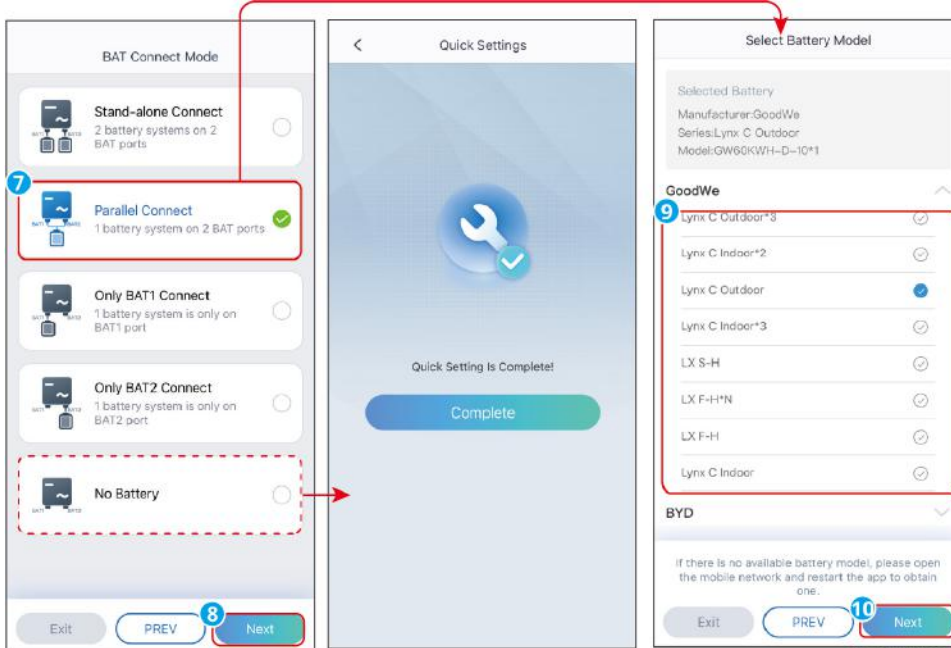 BAT Connect Mode
Stand-alone Connect
2 battery systems on 2
BAT ports
7
Parallel Connect
1 battery system on 2 BAT ports
Only BAT1 Connect
1 battery system is only on
BAT1 port
Only BAT2 Connect
1 battery system is only on
BAT2 port
No Battery
Exit
PREV
8
Next
Quick Settings
Quick Setting Is Complete!
Complete
Select Battery Model
Selected Battery
Manufacturer:GoodWe
Series:Lynx C Outdoor
Model:GW60KWH-D-10*1
GoodWe
9
Lynx C Outdoor*3
Lynx C Indoor*2
Lynx C Outdoor
Lynx C Indoor*3
LX S-H
LX F-H*N
LX F-H
Lynx C Indoor
BYD
If there is no available battery model, please open
the mobile network and restart the app to obtain
one.
Exit
PREV
10
Next